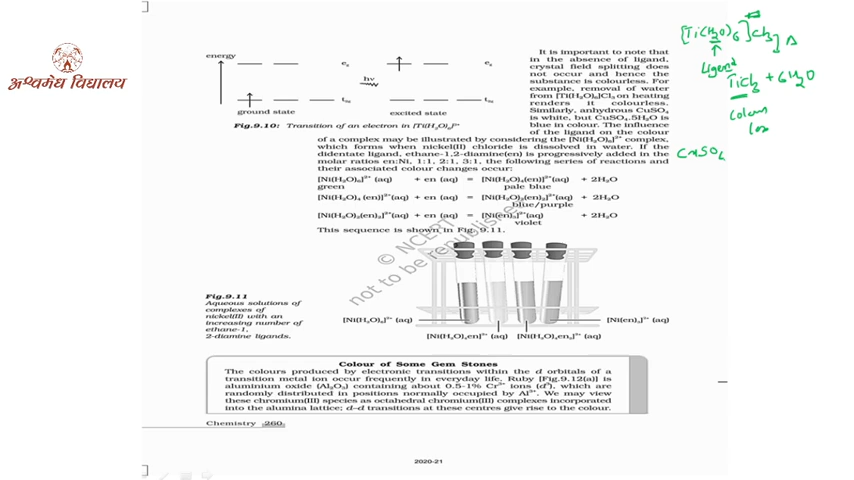 अश्वमेध विद्यालय
energy
e₉
e₉
hν
t₂g
t₂g
ground state
excited state
Fig.9.10: Transition of an electron in [Ti(H₂O)₆]³⁺
It is important to note that
in the absence of ligand,
crystal field splitting does
not occur and hence the
substance is colourless. For
example, removal of water
from [Ti(H₂O)₆]Cl₃ on heating
renders it colourless.
Similarly, anhydrous CuSO₄
is white, but CuSO₄.5H₂O is
blue in colour. The influence
of the ligand on the colour
of a complex may be illustrated by considering the [Ni(H₂O)₆]²⁺ complex,
which forms when nickel(II) chloride is dissolved in water. If the
didentate ligand, ethane-1,2-diamine(en) is progressively added in the
molar ratios en:Ni, 1:1, 2:1, 3:1, the following series of reactions and
their associated colour changes occur:
[Ni(H₂O)₆]²⁺ (aq) + en (aq) = [Ni(H₂O)₄(en)]²⁺(aq) + 2H₂O
green pale blue
[Ni(H₂O)₄ (en)]²⁺(aq) + en (aq) = [Ni(H₂O)₂(en)₂]²⁺(aq) + 2H₂O
blue/purple
[Ni(H₂O)₂(en)₂]²⁺(aq) + en (aq) = [Ni(en)₃]²⁺(aq) + 2H₂O
violet
This sequence is shown in Fig. 9.11.
© NCERT
not to be republished
Fig.9.11
Aqueous solutions of
complexes of
nickel(II) with an
increasing number of
ethane-1,
2-diamine ligands.
[Ni(H₂O)₆]²⁺ (aq)
[Ni(en)₃]²⁺ (aq)
[Ni(H₂O)₄en]²⁺ (aq) [Ni(H₂O)₄en₂]²⁺ (aq)
Colour of Some Gem Stones
The colours produced by electronic transitions within the d orbitals of a
transition metal ion occur frequently in everyday life. Ruby [Fig.9.12(a)] is
aluminium oxide (Al₂O₃) containing about 0.5-1% Cr³⁺ ions (d³), which are
randomly distributed in positions normally occupied by Al³⁺. We may view
these chromium(III) species as octahedral chromium(III) complexes incorporated
into the alumina lattice; d–d transitions at these centres give rise to the colour.
Chemistry 260
2020-21
[Ti(H₂O)₆]Cl₃] Δ
Ligand
TiCl₃ + 6H₂O
Colour
loss
CuSO₄